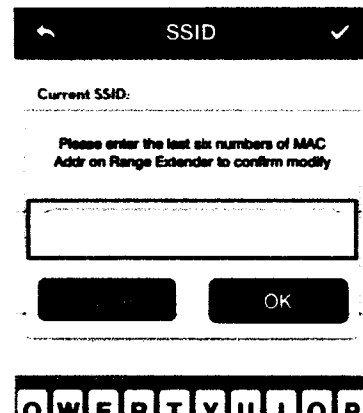 SSID
Current SSID:
Please enter the last six numbers of MAC
Addr on Range Extender to confirm modify
OK
Q W E R T Y U I O P